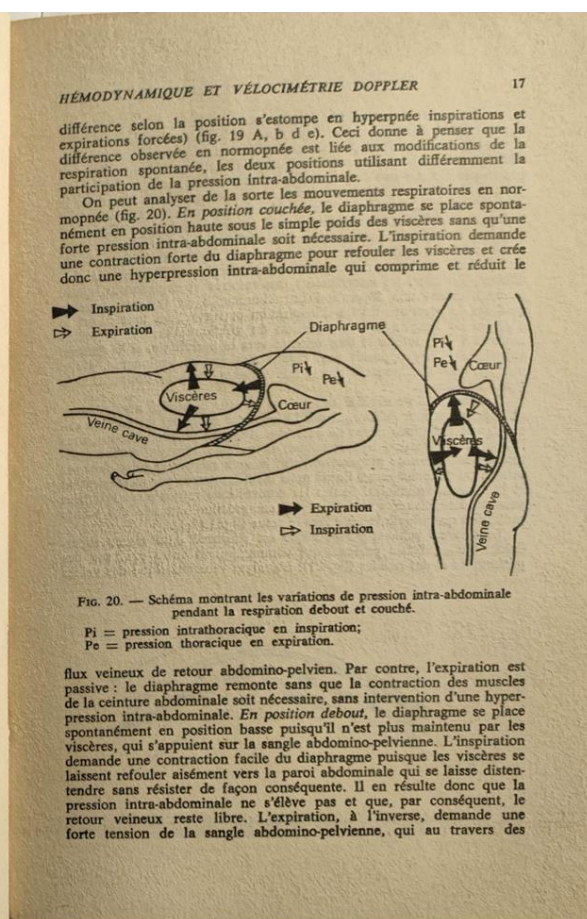 HÉMODYNAMIQUE ET VÉLOCIMÉTRIE DOPPLER 17
différence selon la position s'estompe en hyperpnée inspirations et
expirations forcées) (fig. 19 A, b d e). Ceci donne à penser que la
différence observée en normopnée est liée aux modifications de la
respiration spontanée, les deux positions utilisant différemment la
participation de la pression intra-abdominale.
On peut analyser de la sorte les mouvements respiratoires en nor-
mopnée (fig. 20). En position couchée, le diaphragme se place sponta-
nément en position haute sous le simple poids des viscères sans qu'une
forte pression intra-abdominale soit nécessaire. L'inspiration demande
une contraction forte du diaphragme pour refouler les viscères et crée
donc une hyperpression intra-abdominale qui comprime et réduit le
Inspiration
Expiration
Diaphragme
Pi
Pe
Viscères
Cœur
Veine cave
Pi
Pe
Cœur
Viscères
Veine cave
Expiration
Inspiration
FIG. 20. — Schéma montrant les variations de pression intra-abdominale
pendant la respiration debout et couché.
Pi = pression intrathoracique en inspiration;
Pe = pression thoracique en expiration.
flux veineux de retour abdomino-pelvien. Par contre, l'expiration est
passive : le diaphragme remonte sans que la contraction des muscles
de la ceinture abdominale soit nécessaire, sans intervention d'une hyper-
pression intra-abdominale. En position debout, le diaphragme se place
spontanément en position basse puisqu'il n'est plus maintenu par les
viscères, qui s'appuient sur la sangle abdomino-pelvienne. L'inspiration
demande une contraction facile du diaphragme puisque les viscères se
laissent refouler aisément vers la paroi abdominale qui se laisse disten-
tendre sans résister de façon conséquente. Il en résulte donc que la
pression intra-abdominale ne s'élève pas et que, par conséquent, le
retour veineux reste libre. L'expiration, à l'inverse, demande une
forte tension de la sangle abdomino-pelvienne, qui au travers des